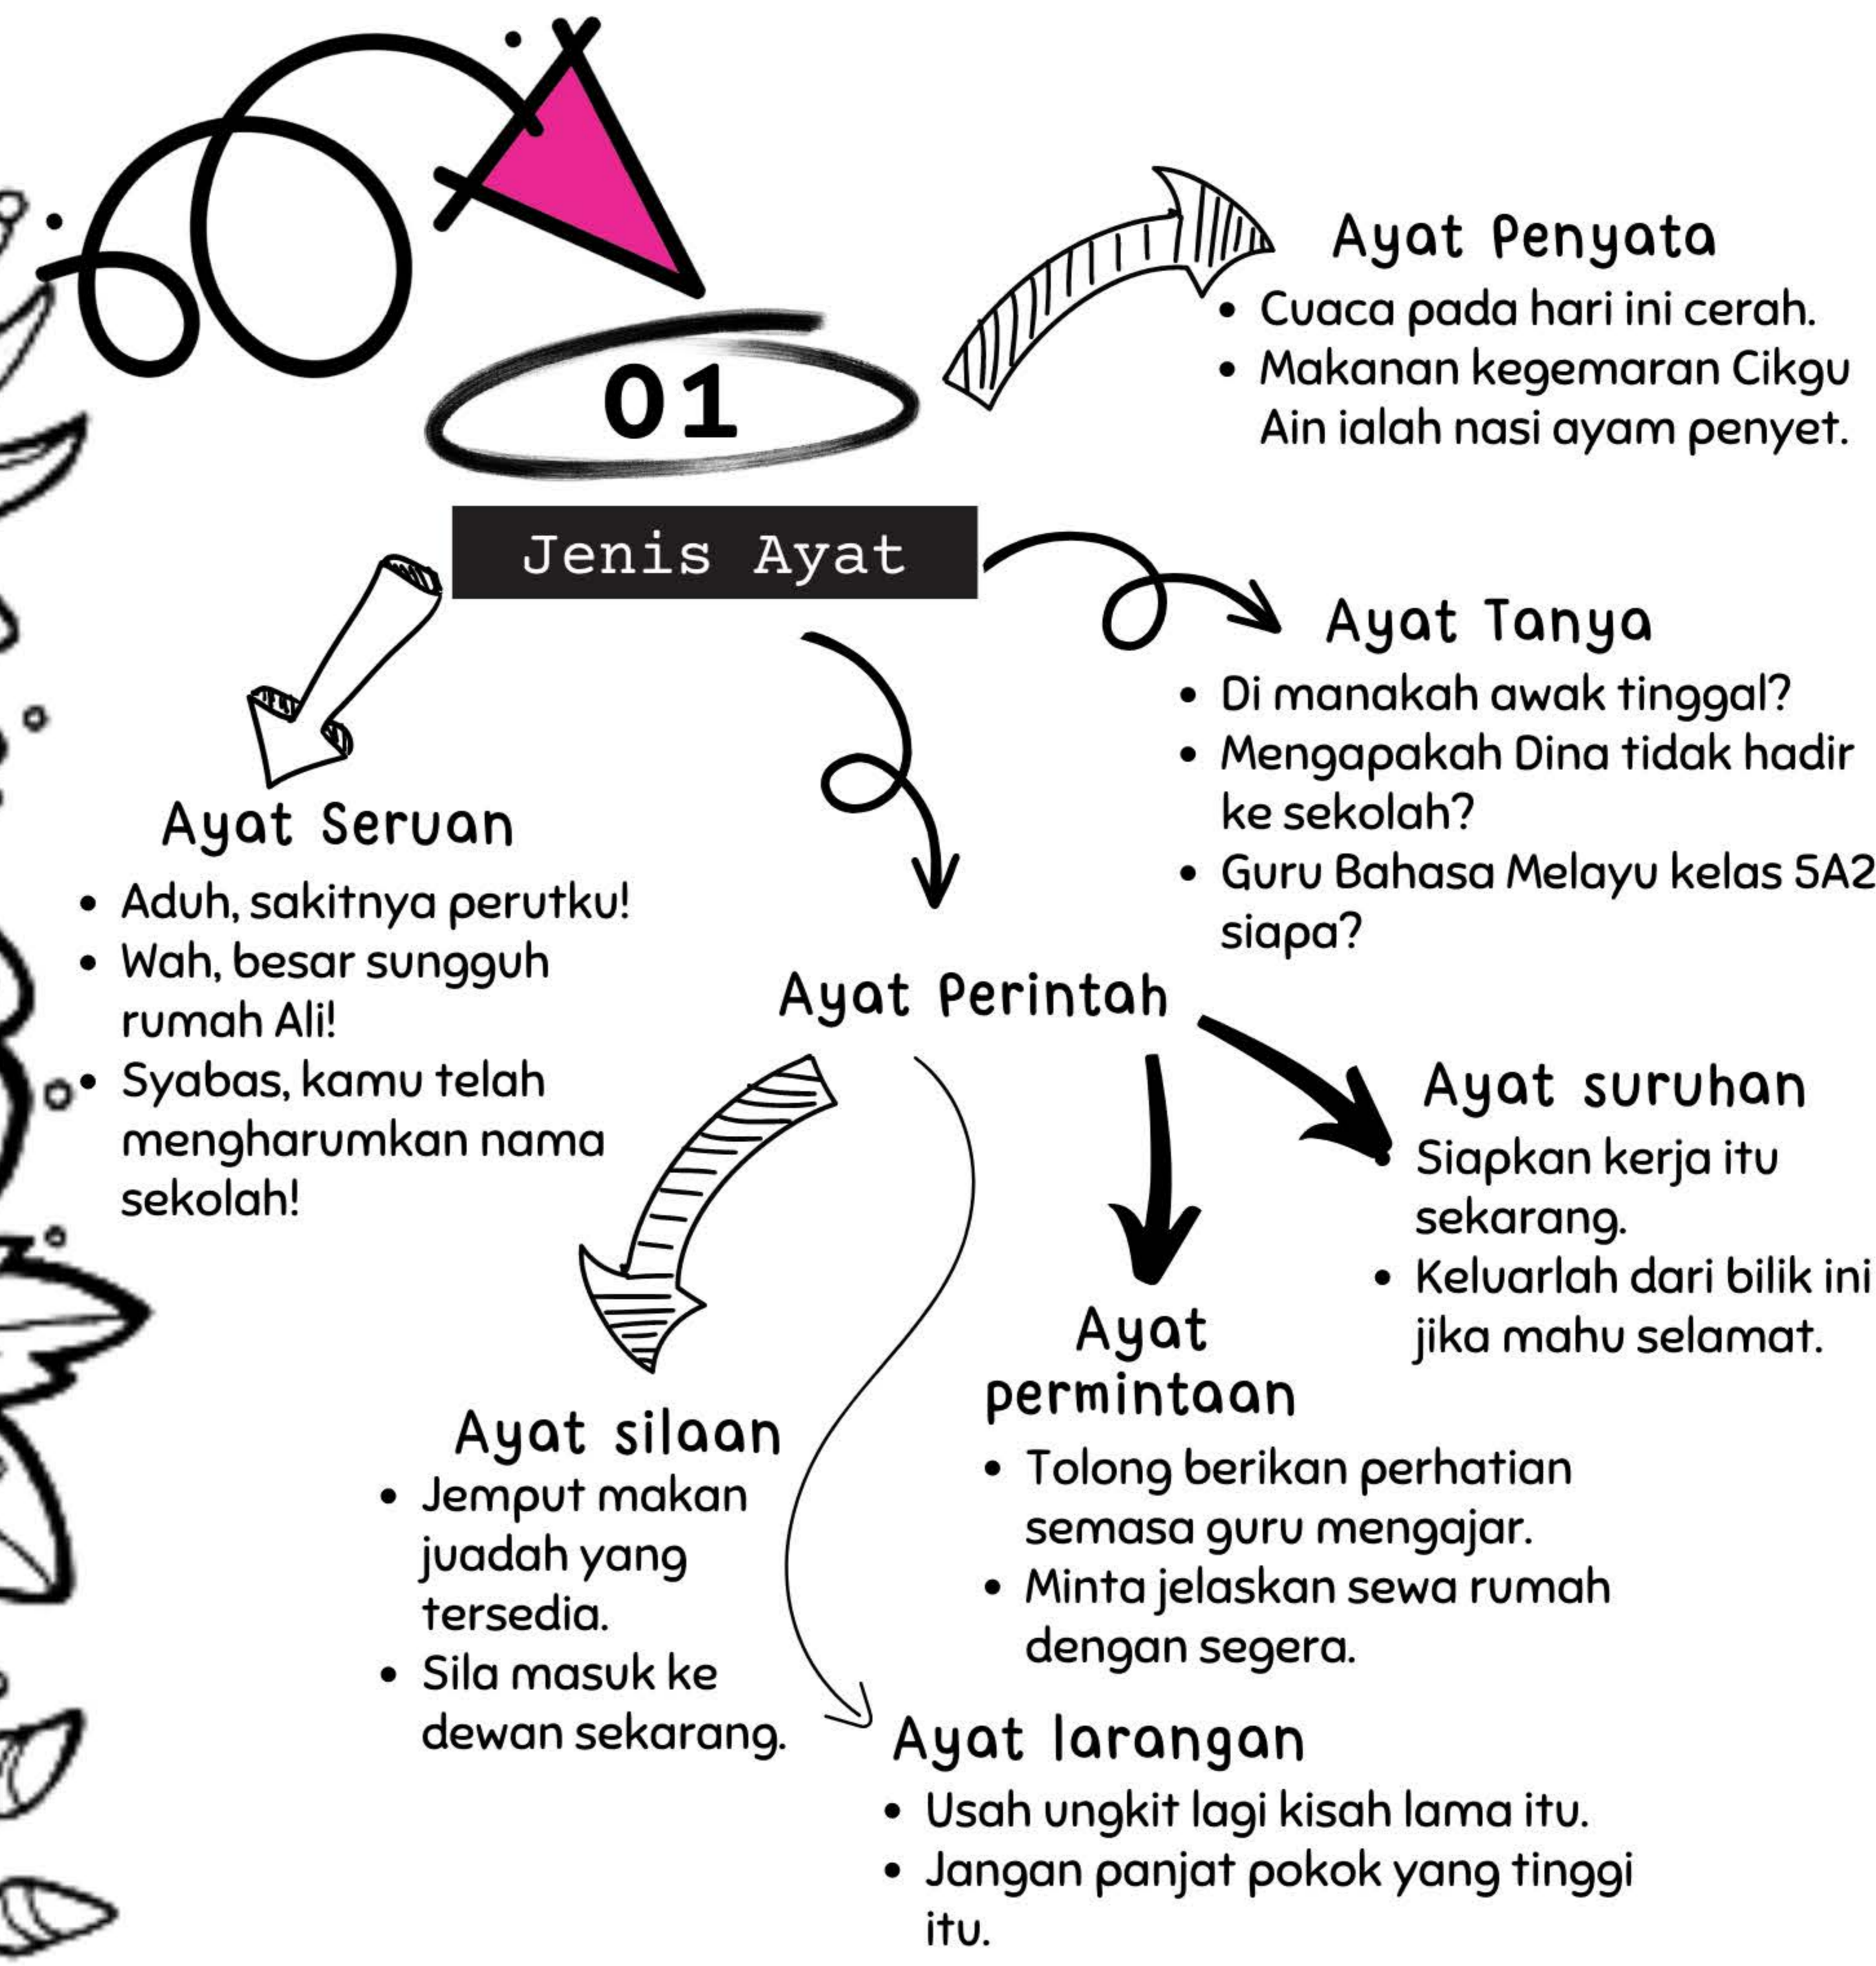 01
Jenis Ayat
Ayat Penyata
• Cuaca pada hari ini cerah.
• Makanan kegemaran Cikgu
Ain ialah nasi ayam penyet.
Ayat Tanya
• Di manakah awak tinggal?
• Mengapakah Dina tidak hadir
ke sekolah?
• Guru Bahasa Melayu kelas 5A2
siapa?
Ayat Seruan
• Aduh, sakitnya perutku!
• Wah, besar sungguh
rumah Ali!
• Syabas, kamu telah
mengharumkan nama
sekolah!
Ayat Perintah
Ayat suruhan
• Siapkan kerja itu
sekarang.
• Keluarlah dari bilik ini
jika mahu selamat.
Ayat
permintaan
• Tolong berikan perhatian
semasa guru mengajar.
• Minta jelaskan sewa rumah
dengan segera.
Ayat silaan
• Jemput makan
juadah yang
tersedia.
• Sila masuk ke
dewan sekarang.
Ayat larangan
• Usah ungkit lagi kisah lama itu.
• Jangan panjat pokok yang tinggi
itu.